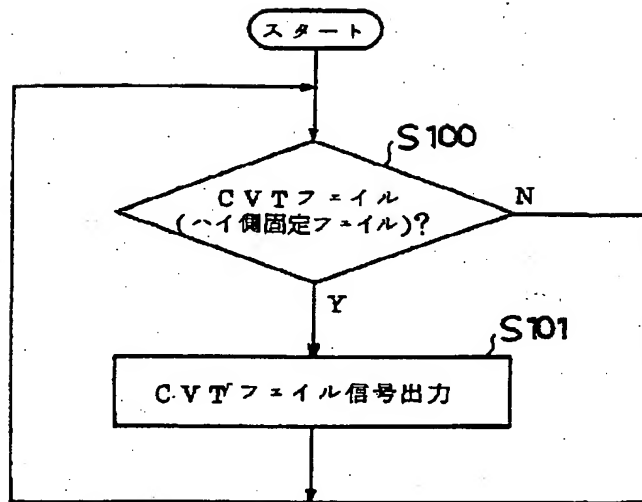 スタート
S100
CVTフェイル
(ハイ側固定フェイル)?
N
Y
S101
CVTフェイル信号出力